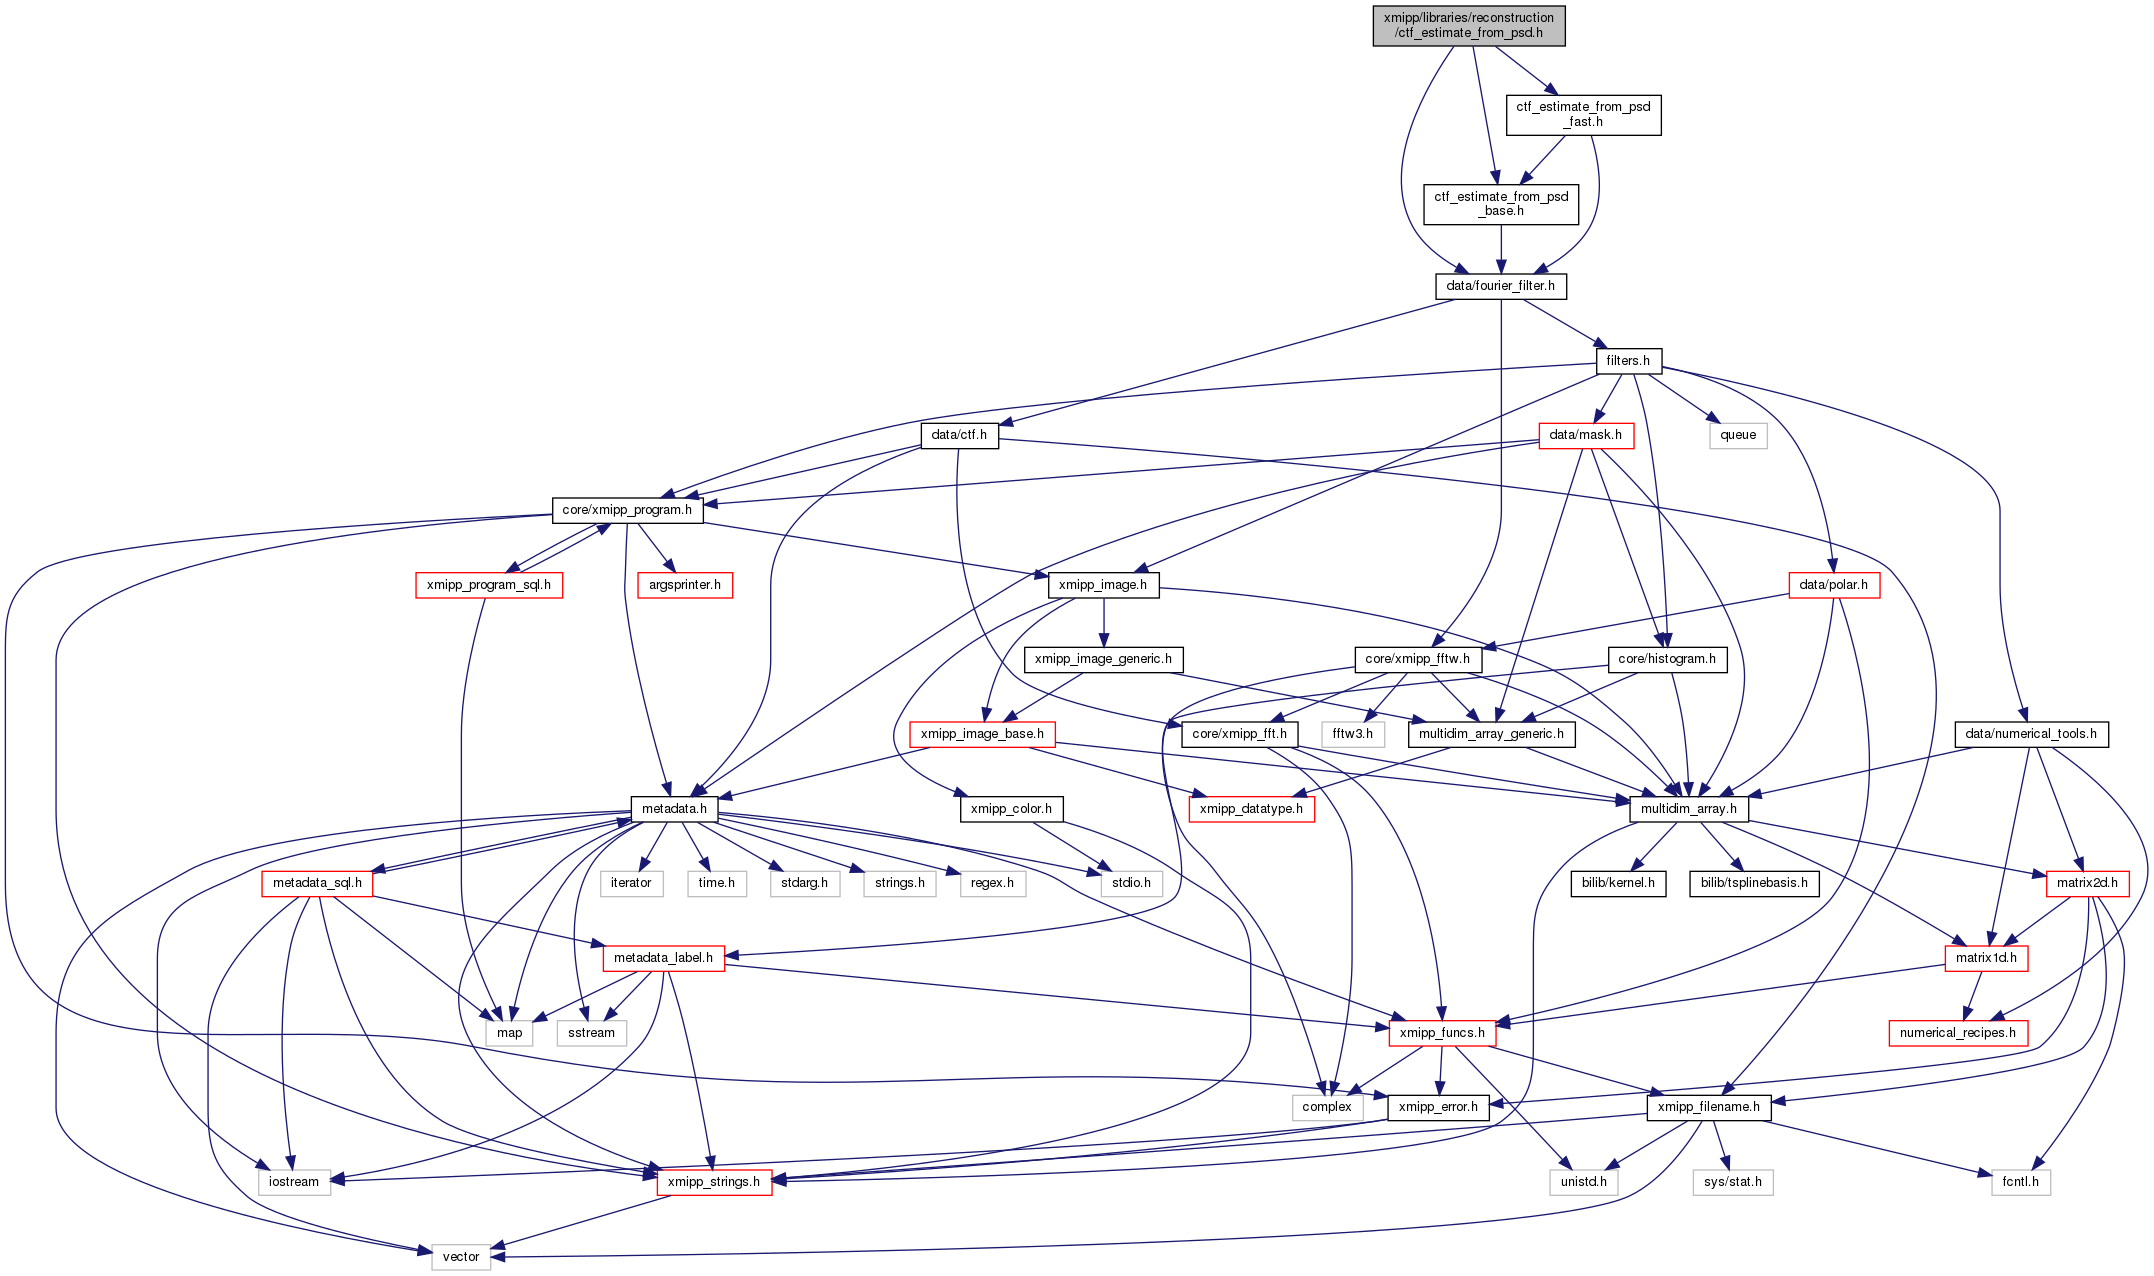 xmipp/libraries/reconstruction
/ctf_estimate_from_psd.h
ctf_estimate_from_psd
_fast.h
ctf_estimate_from_psd
_base.h
data/fourier_filter.h
filters.h
data/ctf.h
data/mask.h
queue
core/xmipp_program.h
xmipp_program_sql.h
argsprinter.h
xmipp_image.h
data/polar.h
xmipp_image_generic.h
core/xmipp_fftw.h
core/histogram.h
xmipp_image_base.h
core/xmipp_fft.h
fftw3.h
multidim_array_generic.h
data/numerical_tools.h
metadata.h
xmipp_color.h
xmipp_datatype.h
multidim_array.h
metadata_sql.h
iterator
time.h
stdarg.h
strings.h
regex.h
stdio.h
bilib/kernel.h
bilib/tsplinebasis.h
matrix2d.h
metadata_label.h
matrix1d.h
map
sstream
xmipp_funcs.h
numerical_recipes.h
complex
xmipp_error.h
xmipp_filename.h
iostream
xmipp_strings.h
unistd.h
sys/stat.h
fcntl.h
vector